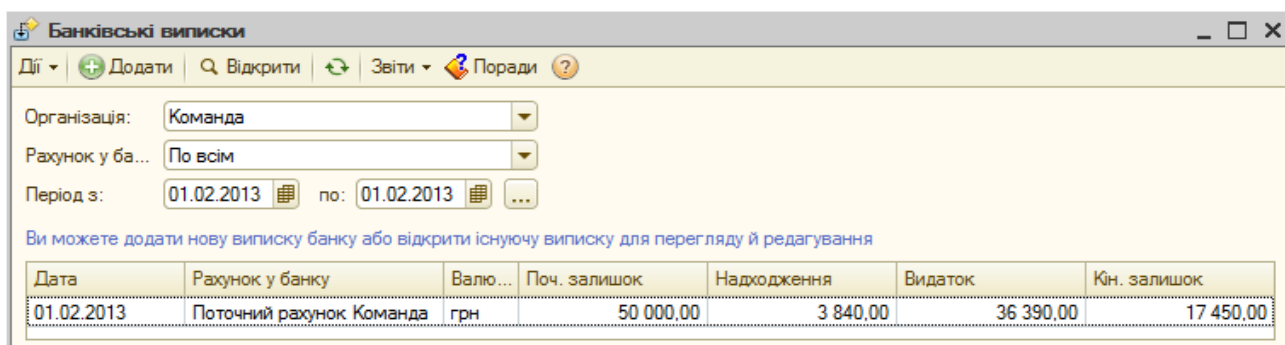 Банківські виписки
Дії Додати Відкрити Звіти Поради
Організація: Команда
Рахунок у ба... По всім
Період з: 01.02.2013 по: 01.02.2013 ...
Ви можете додати нову виписку банку або відкрити існуючу виписку для перегляду й редагування
Дата Рахунок у банку Валю... Поч. залишок Надходження Видаток Кін. залишок
01.02.2013 Поточний рахунок Команда грн 50 000,00 3 840,00 36 390,00 17 450,00